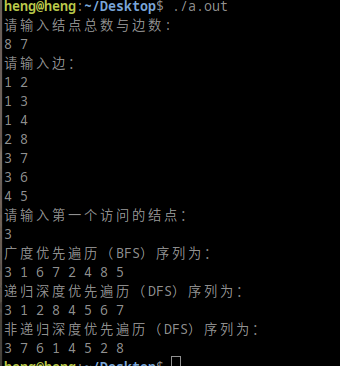 heng@heng:~/Desktop$ ./a.out
请输入结点总数与边数：
8 7
请输入边：
1 2
1 3
1 4
2 8
3 7
3 6
4 5
请输入第一个访问的结点：
3
广度优先遍历（BFS）序列为：
3 1 6 7 2 4 8 5
递归深度优先遍历（DFS）序列为：
3 1 2 8 4 5 6 7
非递归深度优先遍历（DFS）序列为：
3 7 6 1 4 5 2 8
heng@heng:~/Desktop$